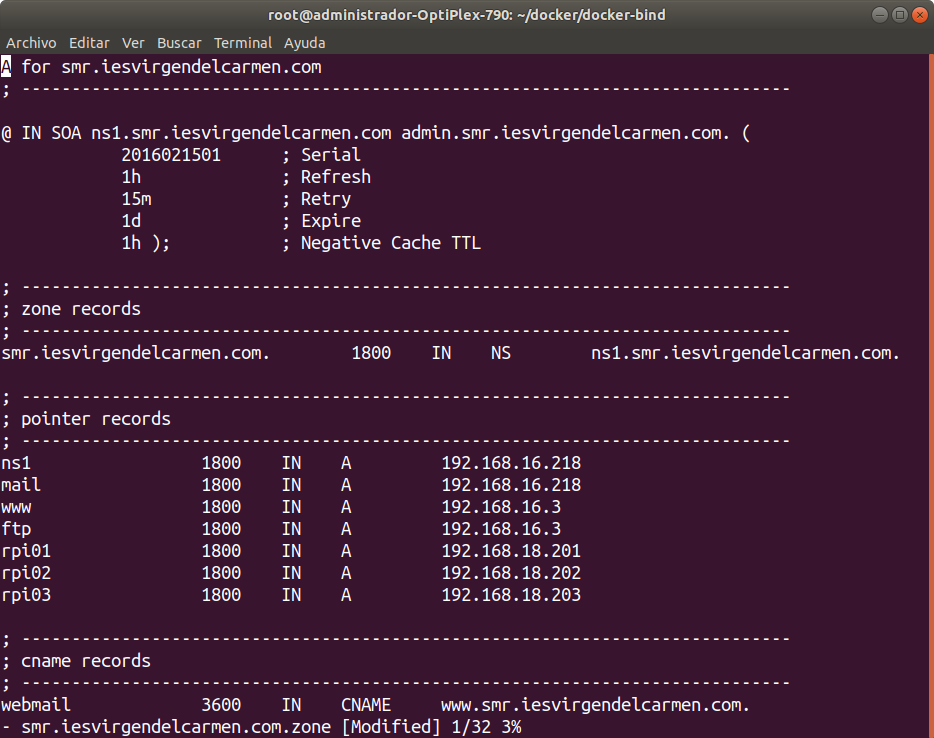 root@administrador-OptiPlex-790: ~/docker/docker-bind
Archivo Editar Ver Buscar Terminal Ayuda
A for smr.iesvirgendelcarmen.com
; -----------------------------------------------------------------------------
@ IN SOA ns1.smr.iesvirgendelcarmen.com admin.smr.iesvirgendelcarmen.com. (
            2016021501      ; Serial
            1h              ; Refresh
            15m             ; Retry
            1d              ; Expire
            1h );           ; Negative Cache TTL
; -----------------------------------------------------------------------------
; zone records
; -----------------------------------------------------------------------------
smr.iesvirgendelcarmen.com.        1800    IN    NS        ns1.smr.iesvirgendelcarmen.com.
; -----------------------------------------------------------------------------
; pointer records
; -----------------------------------------------------------------------------
ns1                 1800    IN    A         192.168.16.218
mail                1800    IN    A         192.168.16.218
www                 1800    IN    A         192.168.16.3
ftp                 1800    IN    A         192.168.16.3
rpi01               1800    IN    A         192.168.18.201
rpi02               1800    IN    A         192.168.18.202
rpi03               1800    IN    A         192.168.18.203
; -----------------------------------------------------------------------------
; cname records
; -----------------------------------------------------------------------------
webmail             3600    IN    CNAME     www.smr.iesvirgendelcarmen.com.
- smr.iesvirgendelcarmen.com.zone [Modified] 1/32 3%